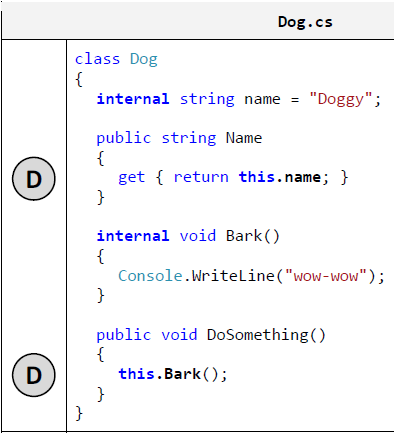 Dog.cs
class Dog
{
internal string name = "Doggy";
public string Name
{
D
get { return this.name; }
}
internal void Bark()
{
Console.WriteLine("wow-wow");
}
public void DoSomething()
{
D
this.Bark();
}
}